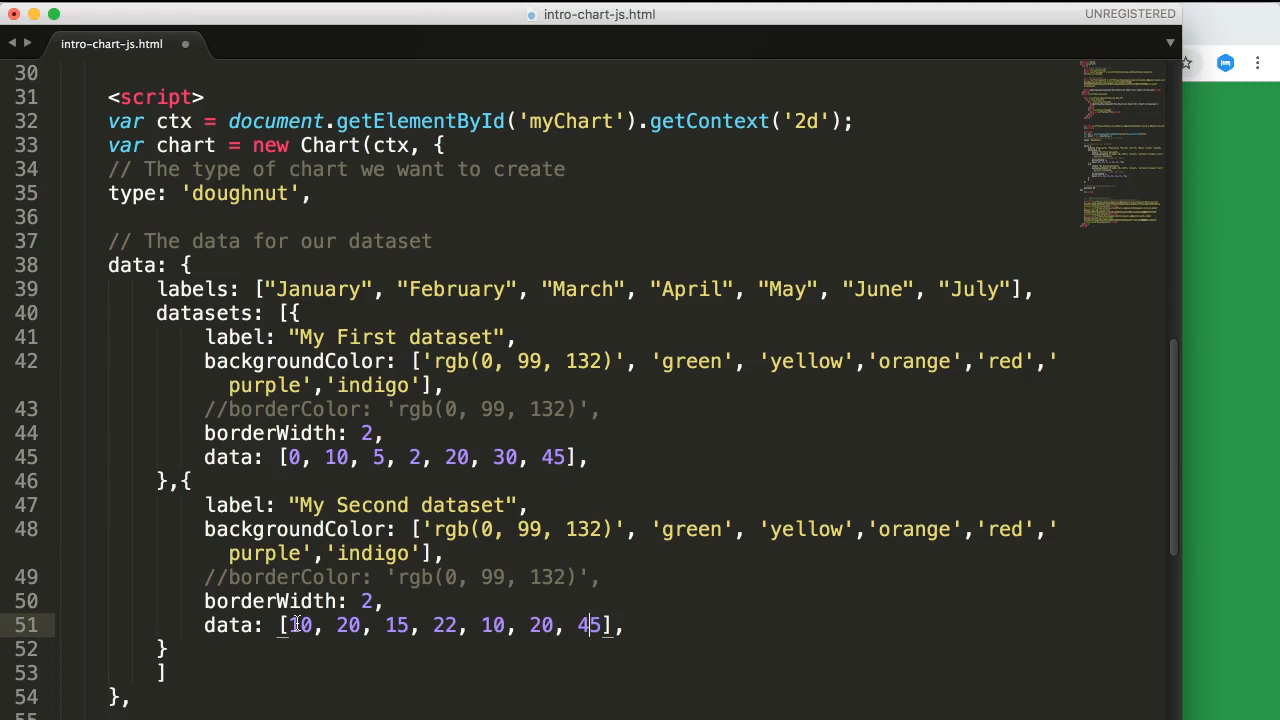 intro-chart-js.html
UNREGISTERED
intro-chart-js.html
30
31 <script>
32 var ctx = document.getElementById('myChart').getContext('2d');
33 var chart = new Chart(ctx, {
34 // The type of chart we want to create
35 type: 'doughnut',
36
37 // The data for our dataset
38 data: {
39 labels: ["January", "February", "March", "April", "May", "June", "July"],
40 datasets: [{
41 label: "My First dataset",
42 backgroundColor: ['rgb(0, 99, 132)', 'green', 'yellow','orange','red','
purple','indigo'],
43 //borderColor: 'rgb(0, 99, 132)',
44 borderWidth: 2,
45 data: [0, 10, 5, 2, 20, 30, 45],
46 },{
47 label: "My Second dataset",
48 backgroundColor: ['rgb(0, 99, 132)', 'green', 'yellow','orange','red','
purple','indigo'],
49 //borderColor: 'rgb(0, 99, 132)',
50 borderWidth: 2,
51 data: [10, 20, 15, 22, 10, 20, 45],
52 }
53 ]
54 },